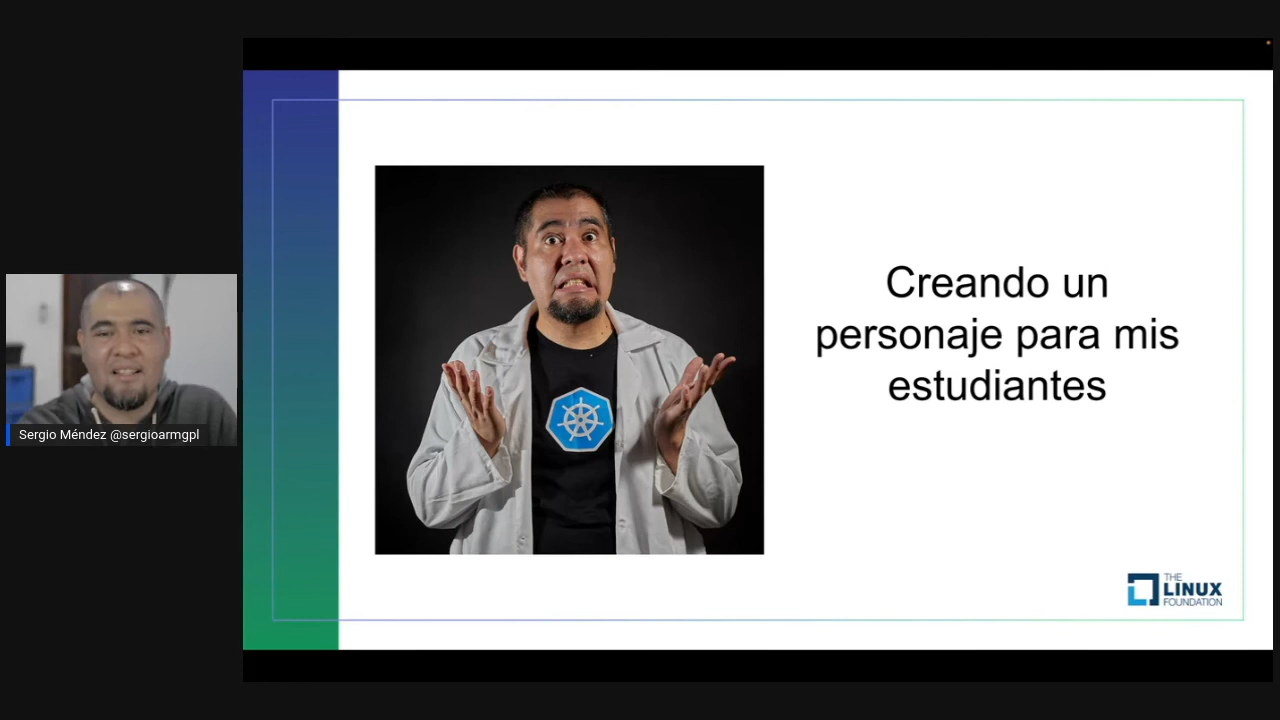 Sergio Méndez @sergioarmgpl
Creando un
personaje para mis
estudiantes
THE
LINUX
FOUNDATION